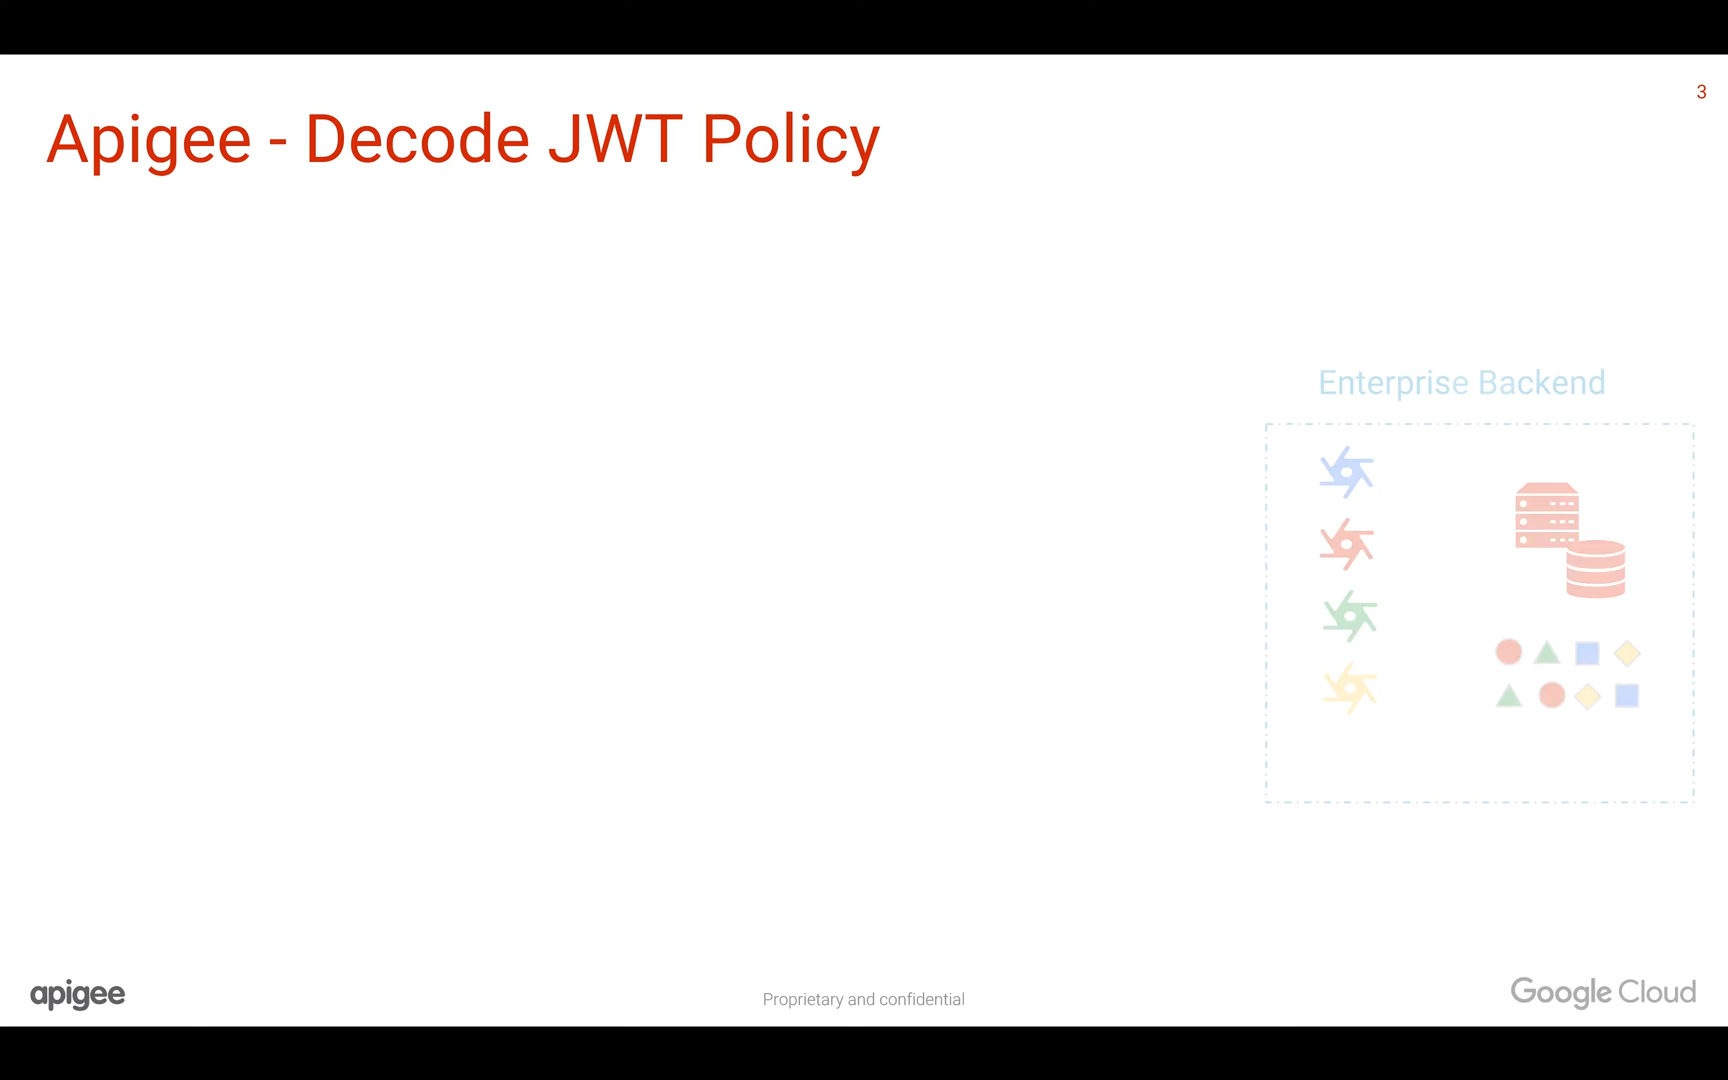 3
Apigee - Decode JWT Policy
Enterprise Backend
apigee
Proprietary and confidential
Google Cloud